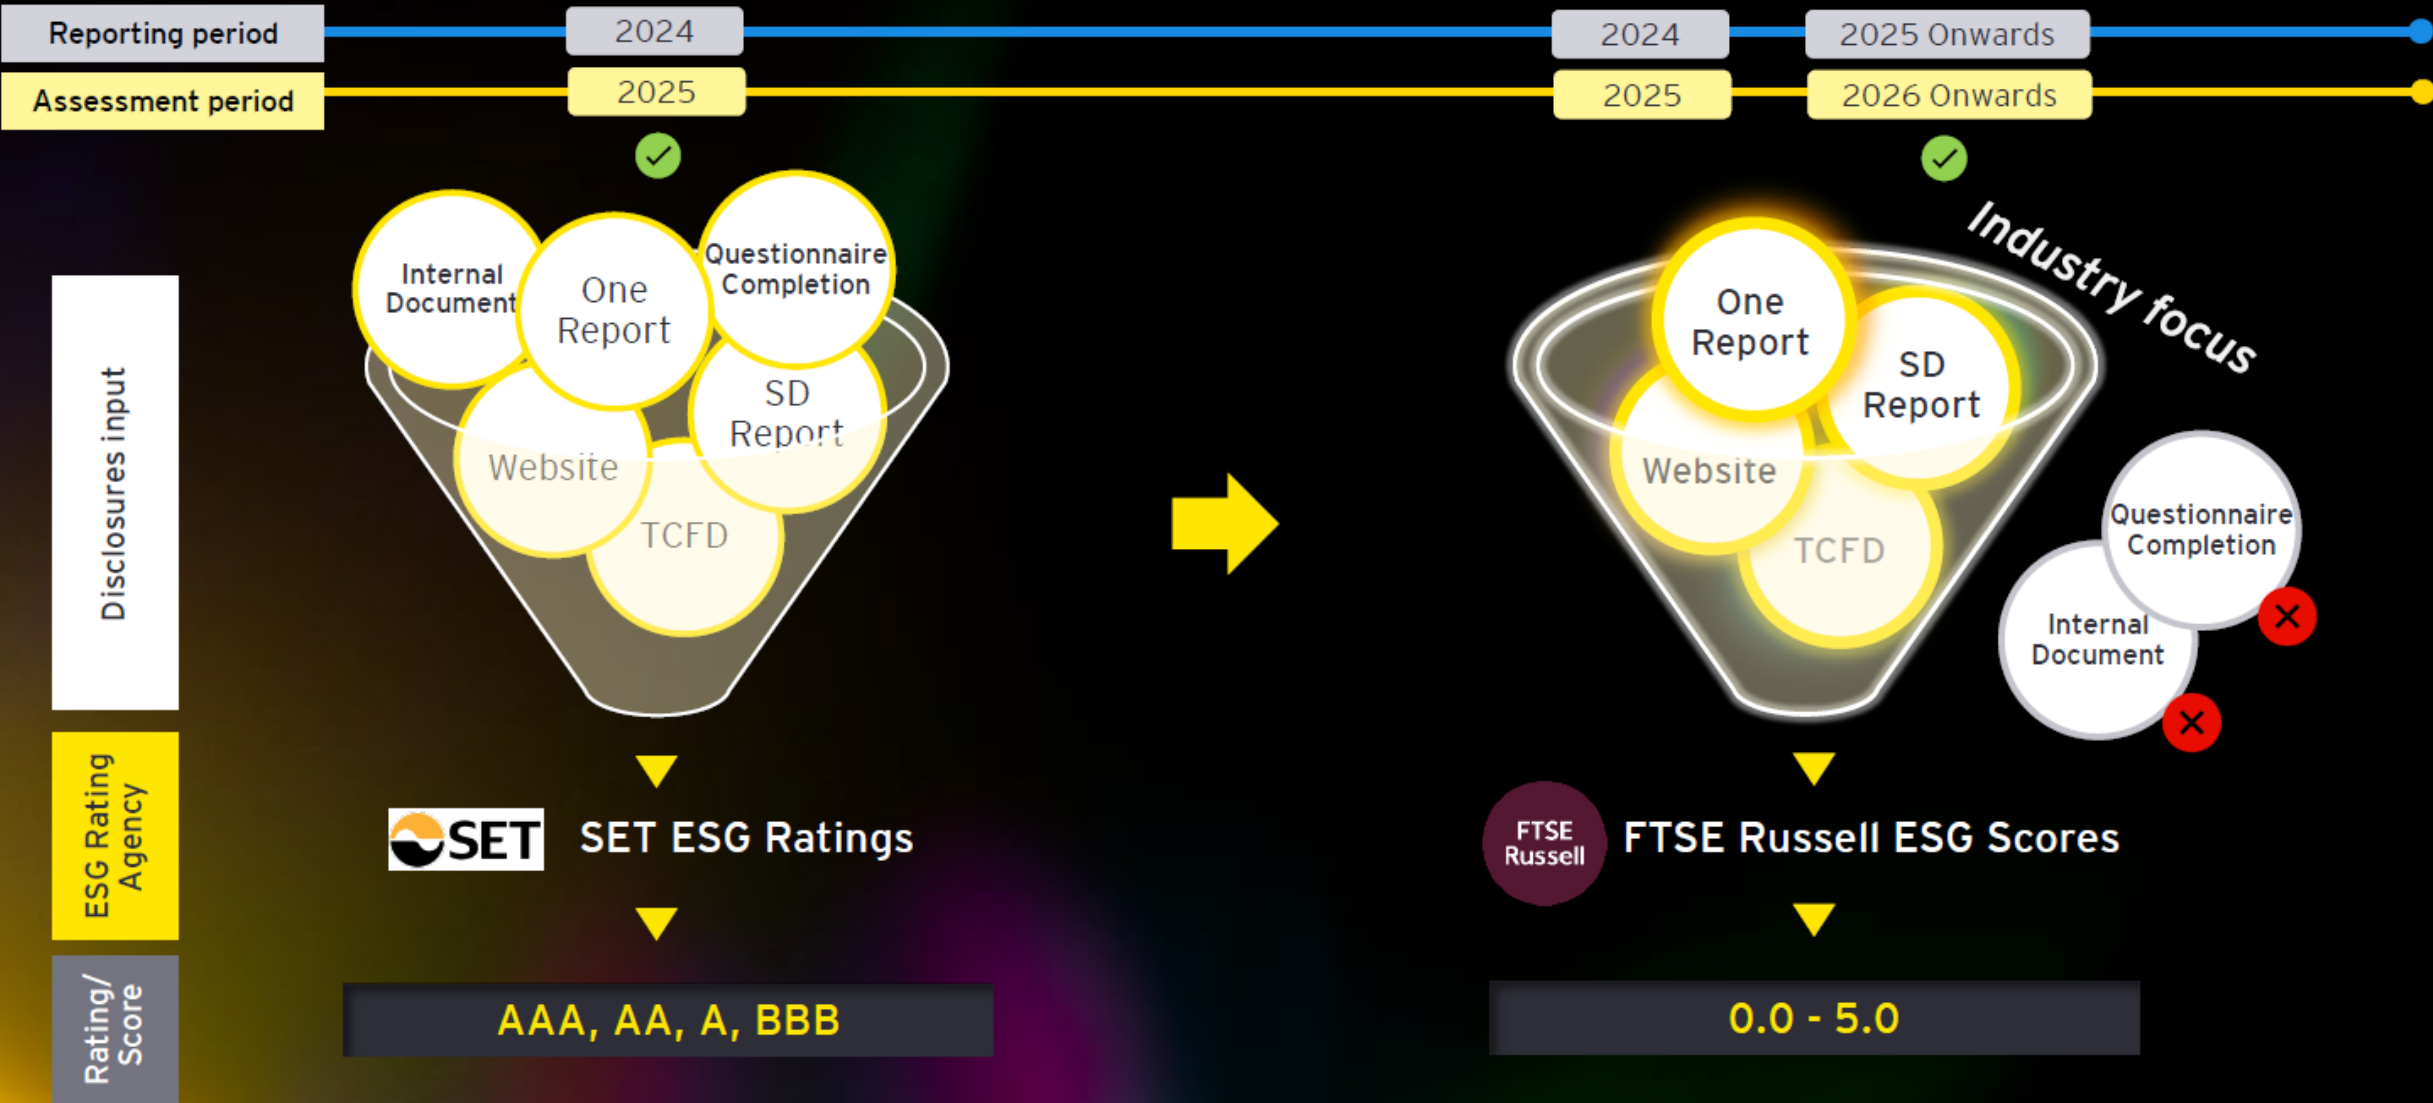 Reporting period
2024
2024
2025 Onwards
Assessment period
2025
2025
2026 Onwards
Disclosures input
Internal
Document
One
Report
Questionnaire
Completion
SD
Report
Website
TCFD
Industry focus
One
Report
SD
Report
Website
TCFD
Questionnaire
Completion
Internal
Document
ESG Rating
Agency
SET
SET ESG Ratings
FTSE
Russell
FTSE Russell ESG Scores
Rating/
Score
AAA, AA, A, BBB
0.0 - 5.0